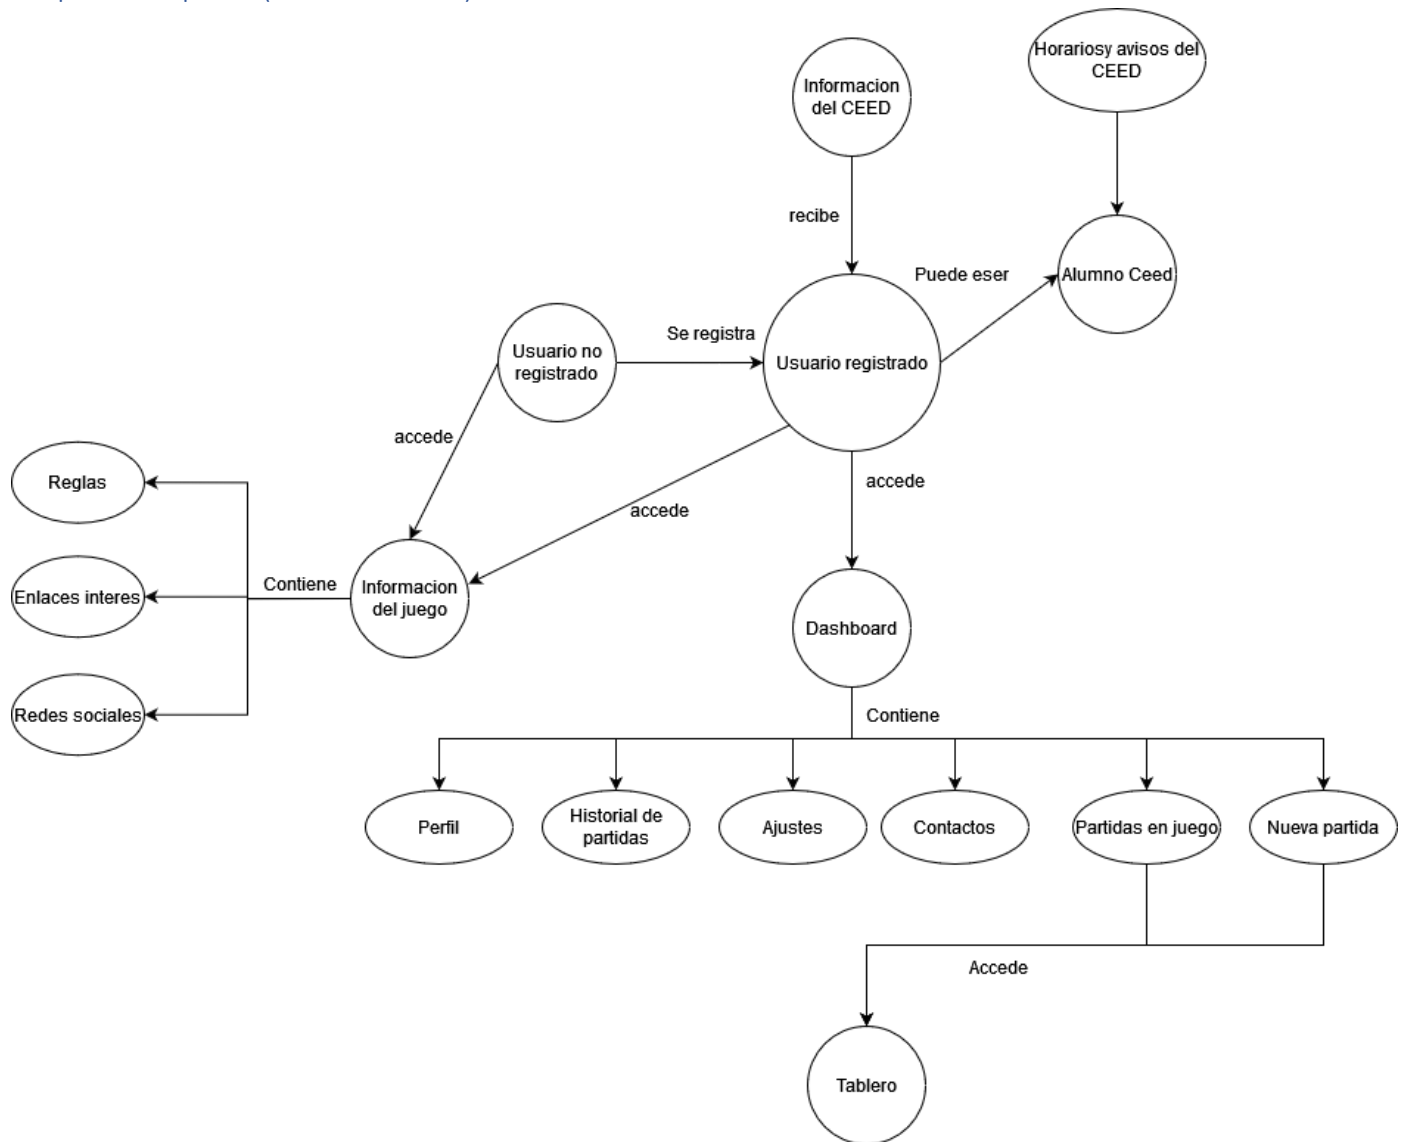 Horariosy avisos del
CEED
Informacion
del CEED
recibe
Puede eser
Alumno Ceed
Se registra
Usuario no
registrado
Usuario registrado
accede
accede
accede
Reglas
Enlaces interes
Redes sociales
Contiene
Informacion
del juego
Dashboard
Contiene
Perfil
Historial de
partidas
Ajustes
Contactos
Partidas en juego
Nueva partida
Accede
Tablero